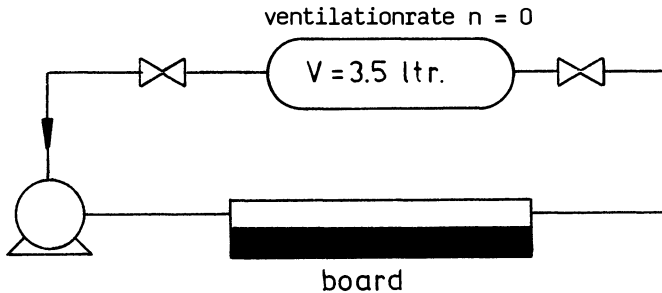 ventilationrate n = 0
V = 3.5 ltr.
board